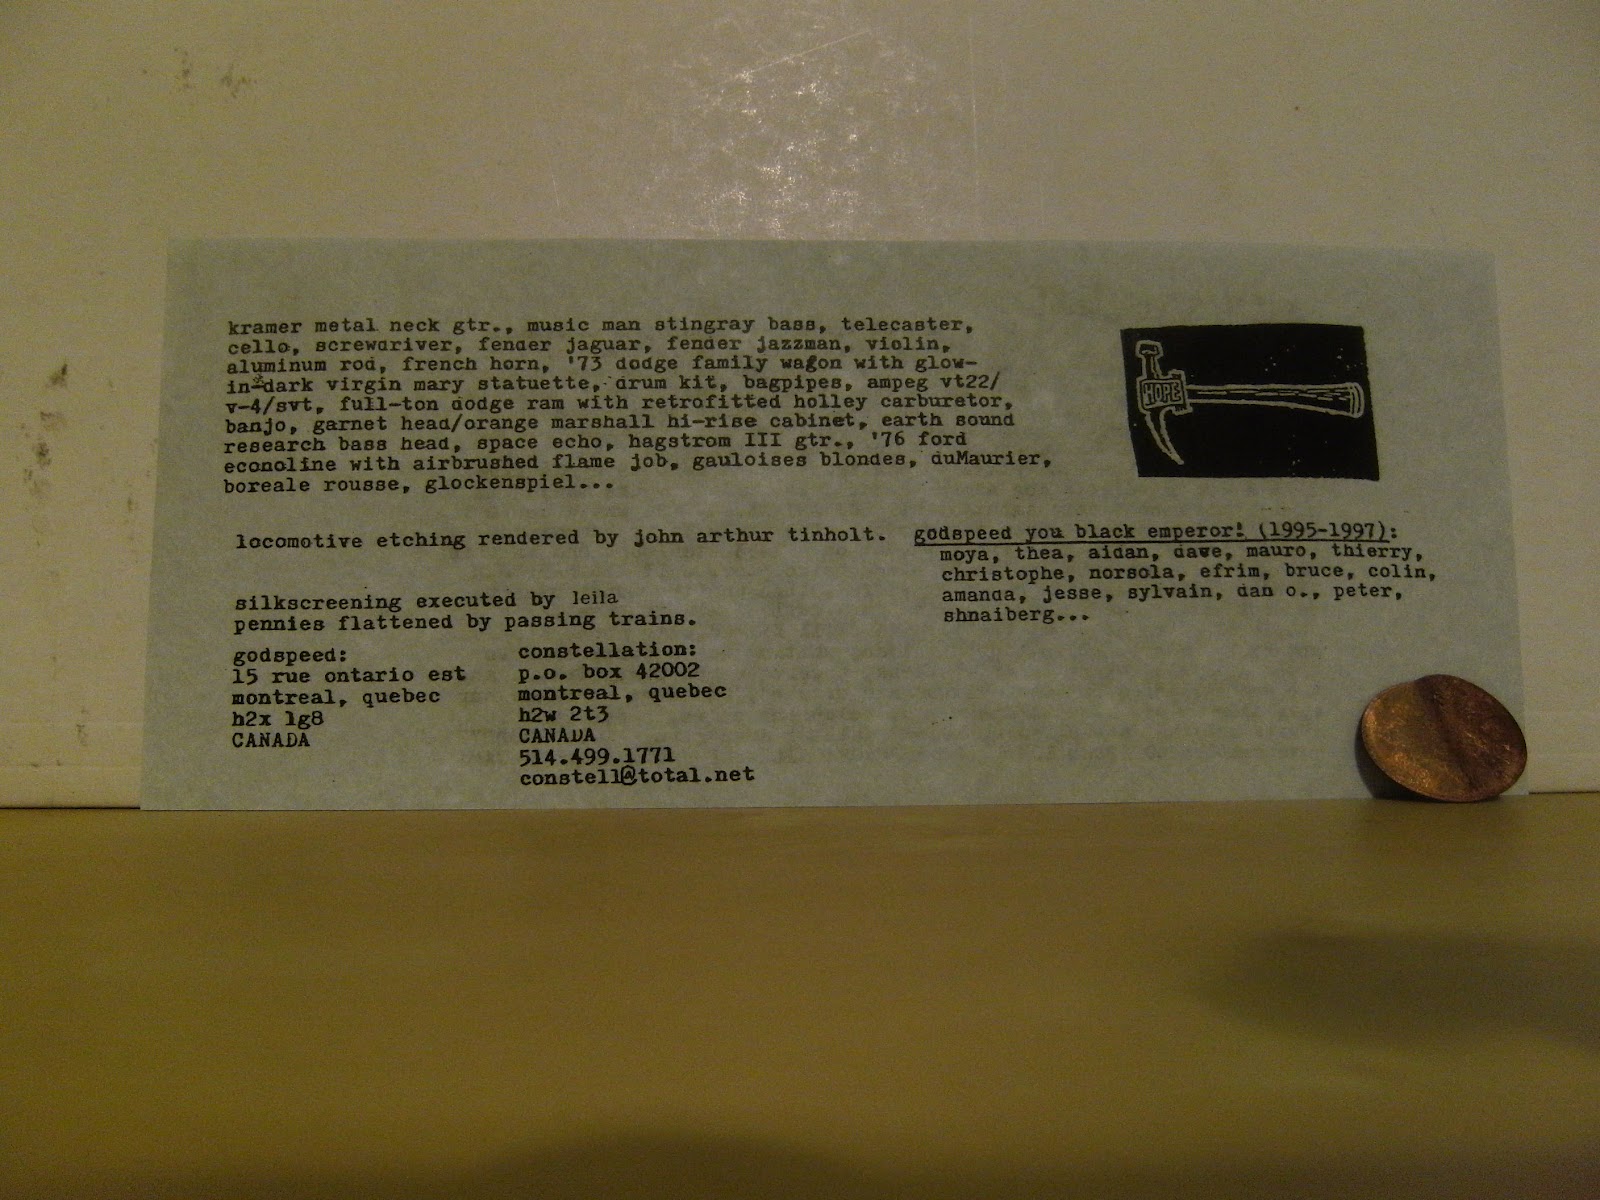 kramer metal neck gtr., music man stingray bass, telecaster,
cello, screwdriver, fender jaguar, fender jazzman, violin,
aluminum rod, french horn, '73 dodge family wagon with glow-
in-dark virgin mary statuette, drum kit, bagpipes, ampeg vt22/
v-4/svt, full-ton dodge ram with retrofitted holley carburetor,
banjo, garnet head/orange marshall hi-rise cabinet, earth sound
research bass head, space echo, hagstrom III gtr., '76 ford
econoline with airbrushed flame job, gauloises blondes, duMaurier,
boreale rousse, glockenspiel...
HOPE
locomotive etching rendered by john arthur tinholt.
silkscreening executed by leila
pennies flattened by passing trains.
godspeed you black emperor! (1995-1997):
moya, thea, aidan, dave, mauro, thierry,
christophe, norsola, efrim, bruce, colin,
amanda, jesse, sylvain, dan o., peter,
shnaiberg...
godspeed:
15 rue ontario est
montreal, quebec
h2x 1g8
CANADA
constellation:
p.o. box 42002
montreal, quebec
h2w 2t3
CANADA
514.499.1771
constell@total.net